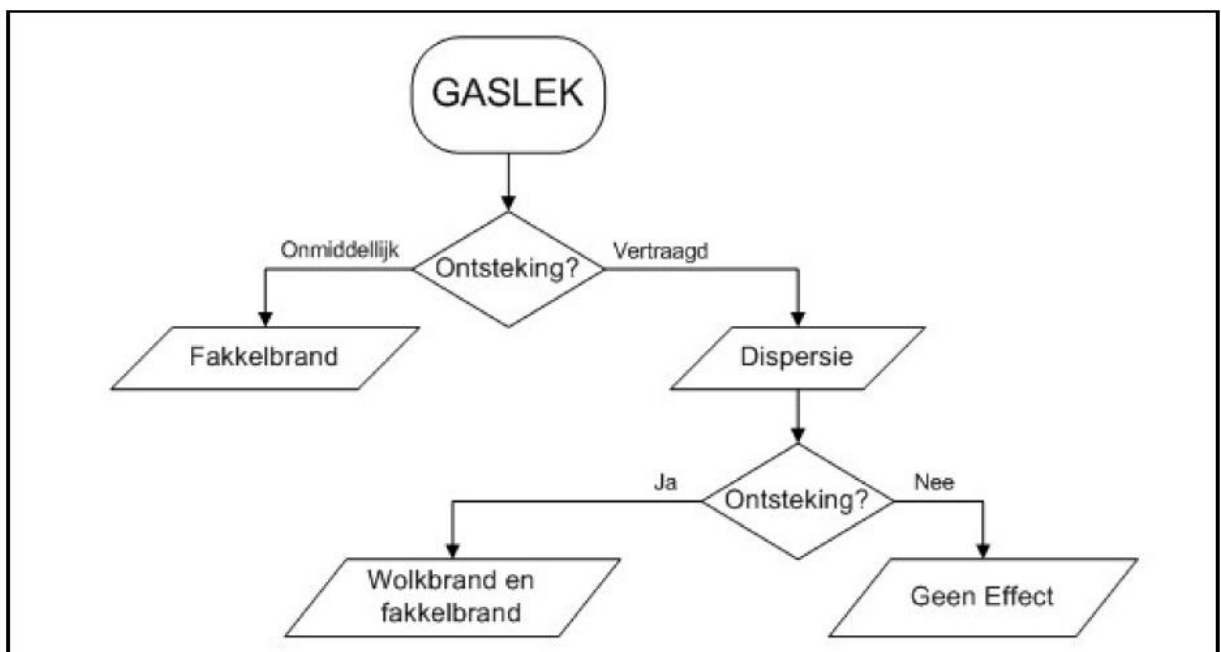 GASLEK
Onmiddellijk
Ontsteking?
Vertraagd
Fakkelbrand
Dispersie
Ja
Ontsteking?
Nee
Wolkbrand en
fakkelbrand
Geen Effect